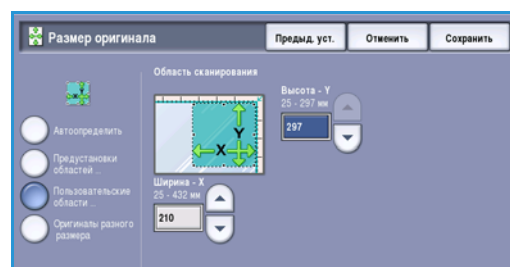 Размер оригинала
Предыд. уст.
Отменить
Сохранить
Автоопределить
Предустановки
областей ...
Пользовательские
области ...
Оригиналы разного
размера
Область сканирования
Y
X
Ширина - X
25 - 432 мм
210
Высота - Y
25 - 297 мм
297